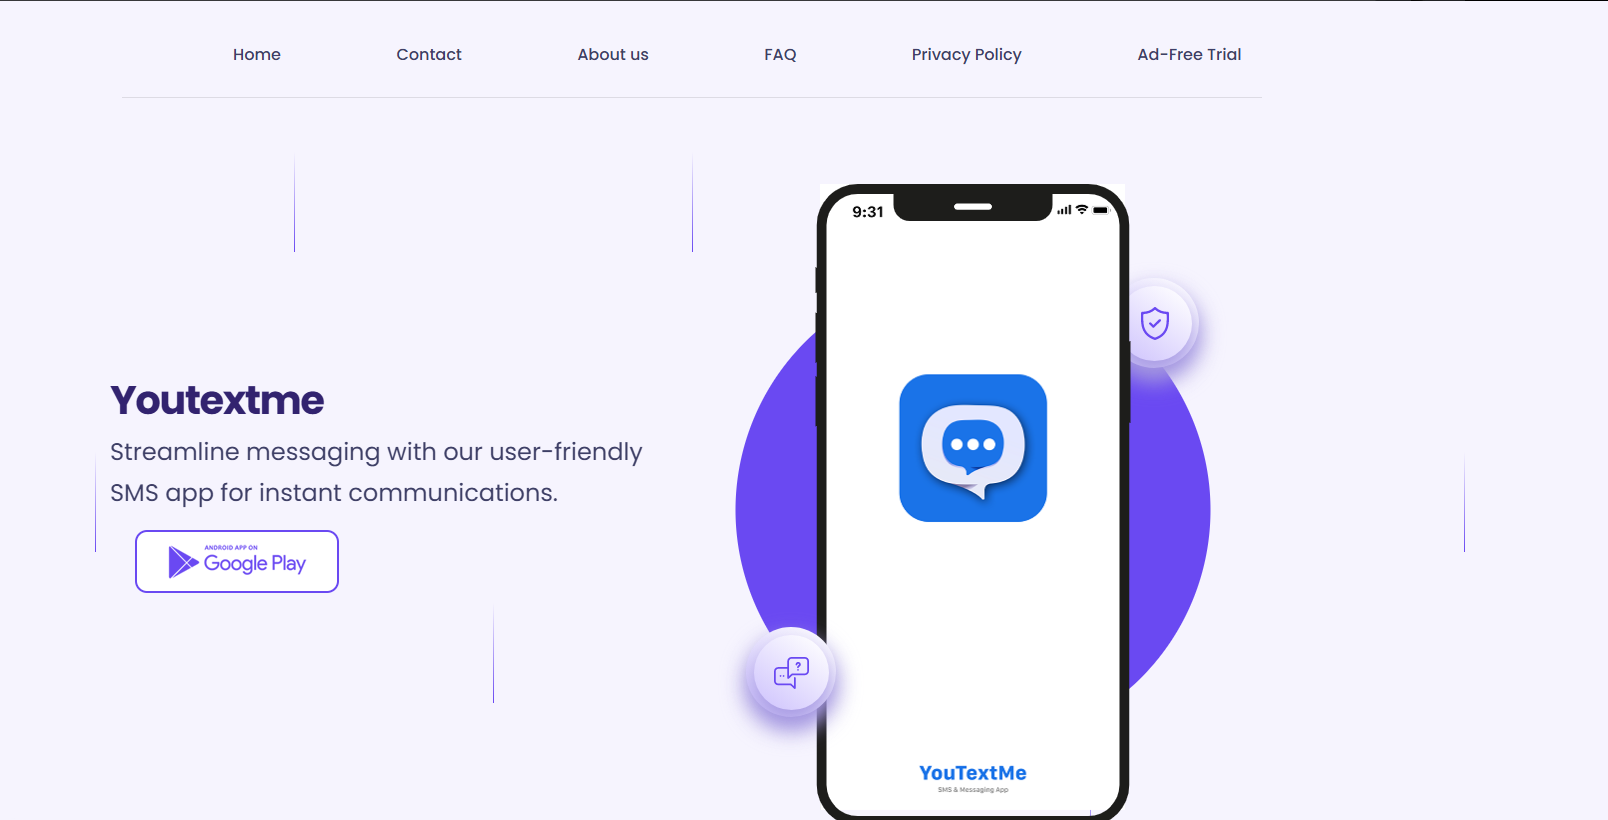 Home Contact About us FAQ Privacy Policy Ad-Free Trial
9:31
Youtextme
Streamline messaging with our user-friendly
SMS app for instant communications.
ANDROID APP ON
Google Play
?
YouTextMe
SMS & Messaging App